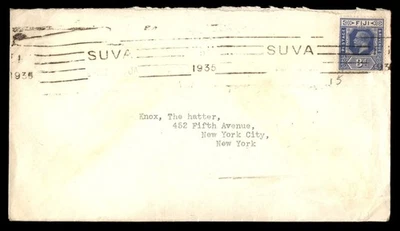 FIJI
SUVA
SUVA
1935
1935
Knox, The hatter,
452 Fifth Avenue,
New York City,
New York